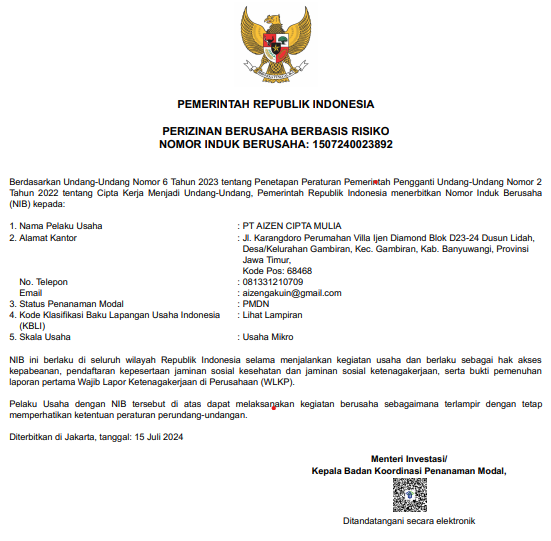 PEMERINTAH REPUBLIK INDONESIA
PERIZINAN BERUSAHA BERBASIS RISIKO
NOMOR INDUK BERUSAHA: 1507240023892
Berdasarkan Undang-Undang Nomor 6 Tahun 2023 tentang Penetapan Peraturan Pemerintah Pengganti Undang-Undang Nomor 2
Tahun 2022 tentang Cipta Kerja Menjadi Undang-Undang, Pemerintah Republik Indonesia menerbitkan Nomor Induk Berusaha
(NIB) kepada:
1. Nama Pelaku Usaha : PT AIZEN CIPTA MULIA
2. Alamat Kantor : Jl. Karangdoro Perumahan Villa Ijen Diamond Blok D23-24 Dusun Lidah,
Desa/Kelurahan Gambiran, Kec. Gambiran, Kab. Banyuwangi, Provinsi
Jawa Timur,
Kode Pos: 68468
No. Telepon : 081331210709
Email : aizengakuin@gmail.com
3. Status Penanaman Modal : PMDN
4. Kode Klasifikasi Baku Lapangan Usaha Indonesia : Lihat Lampiran
(KBLI)
5. Skala Usaha : Usaha Mikro
NIB ini berlaku di seluruh wilayah Republik Indonesia selama menjalankan kegiatan usaha dan berlaku sebagai hak akses
kepabeanan, pendaftaran kepesertaan jaminan sosial kesehatan dan jaminan sosial ketenagakerjaan, serta bukti pemenuhan
laporan pertama Wajib Lapor Ketenagakerjaan di Perusahaan (WLKP).
Pelaku Usaha dengan NIB tersebut di atas dapat melaksanakan kegiatan berusaha sebagaimana terlampir dengan tetap
memperhatikan ketentuan peraturan perundang-undangan.
Diterbitkan di Jakarta, tanggal: 15 Juli 2024
Menteri Investasi/
Kepala Badan Koordinasi Penanaman Modal,
Ditandatangani secara elektronik